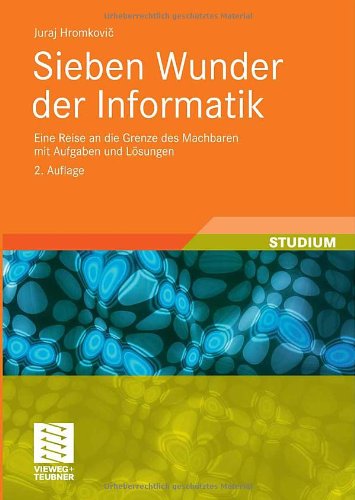 Urheberrechtlich geschütztes Material
Juraj Hromkovič
Sieben Wunder
der Informatik
Eine Reise an die Grenze des Machbaren
mit Aufgaben und Lösungen
2. Auflage
STUDIUM
VIEWEG+
TEUBNER
Urheberrechtlich geschütztes Material